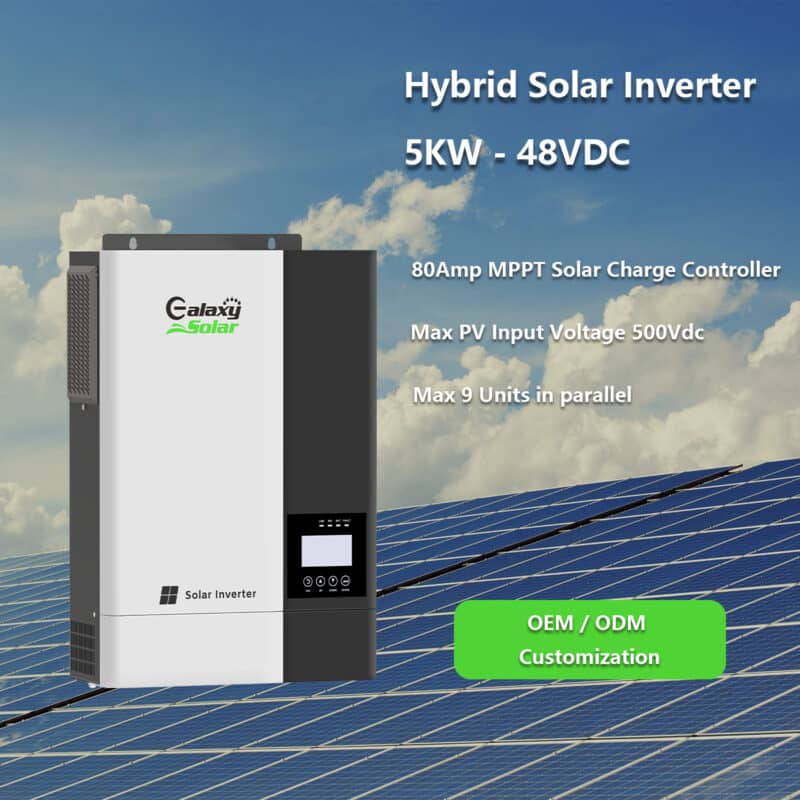 Hybrid Solar Inverter
5KW - 48VDC
80Amp MPPT Solar Charge Controller
Max PV Input Voltage 500Vdc
Max 9 Units in parallel
Galaxy
Solar
Solar Inverter
OEM / ODM
Customization